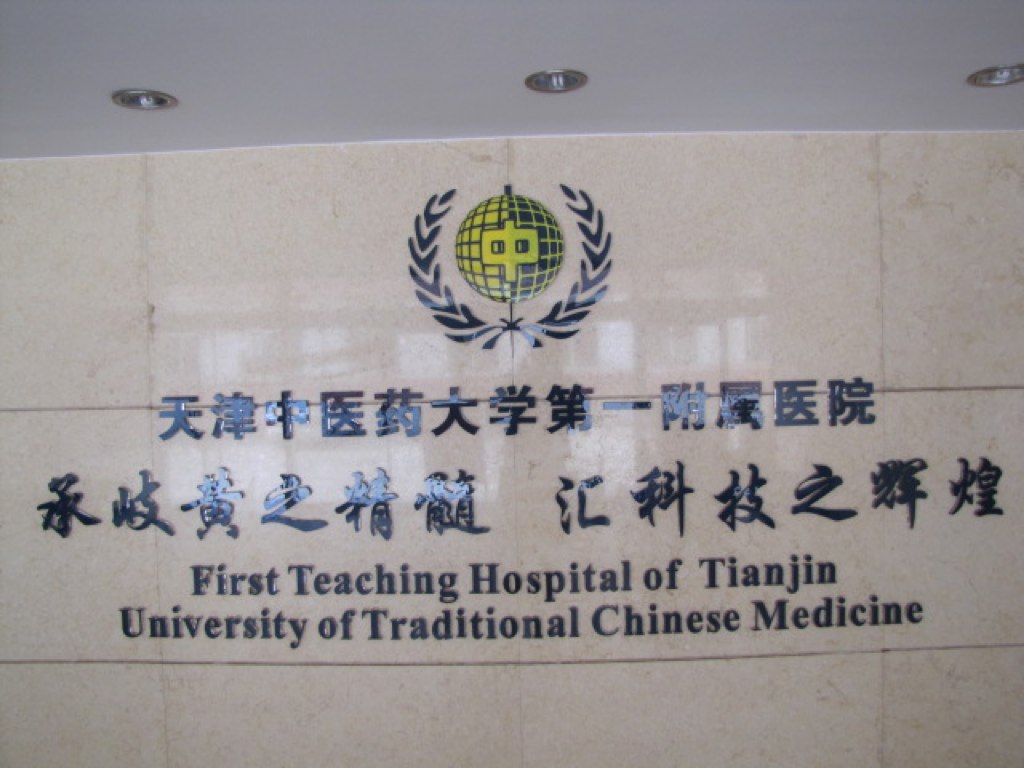 中
天津中医药大学第一附属医院
承岐黄之精髓 汇科技之辉煌
First Teaching Hospital of Tianjin
University of Traditional Chinese Medicine